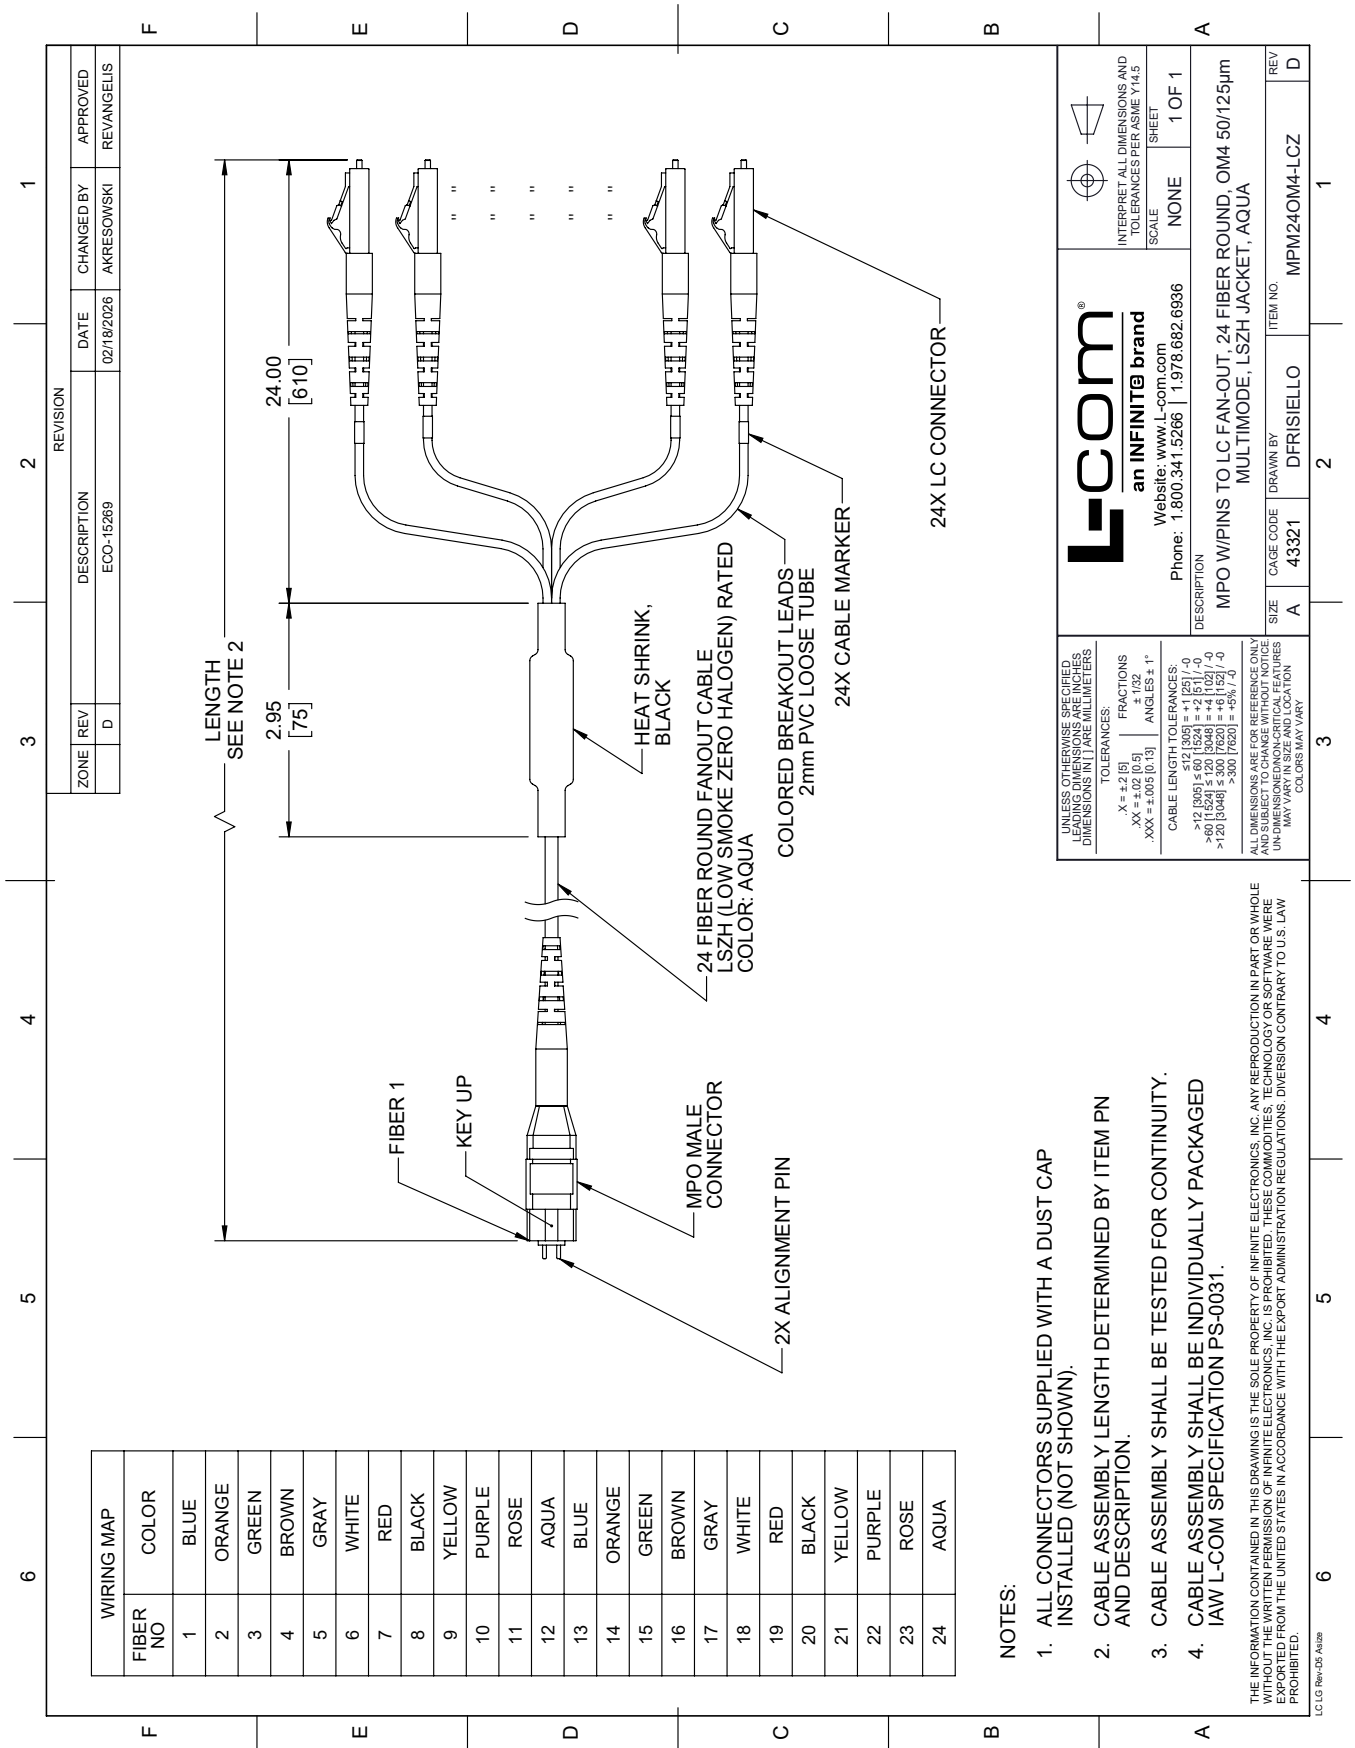 6
5
4
3
2
1
F
E
D
C
B
A
REVISION
ZONE REV DESCRIPTION DATE CHANGED BY APPROVED
D ECO-15269 02/18/2026 AKRESOWSKI REVANGELIS
WIRING MAP
FIBER NO COLOR
1 BLUE
2 ORANGE
3 GREEN
4 BROWN
5 GRAY
6 WHITE
7 RED
8 BLACK
9 YELLOW
10 PURPLE
11 ROSE
12 AQUA
13 BLUE
14 ORANGE
15 GREEN
16 BROWN
17 GRAY
18 WHITE
19 RED
20 BLACK
21 YELLOW
22 PURPLE
23 ROSE
24 AQUA
LENGTH
SEE NOTE 2
2.95
[75]
24.00
[610]
FIBER 1
KEY UP
MPO MALE
CONNECTOR
2X ALIGNMENT PIN
24 FIBER ROUND FANOUT CABLE
LSZH (LOW SMOKE ZERO HALOGEN) RATED
COLOR: AQUA
HEAT SHRINK,
BLACK
COLORED BREAKOUT LEADS
2mm PVC LOOSE TUBE
24X CABLE MARKER
24X LC CONNECTOR
" "
" "
" "
" "
" "
NOTES:
1. ALL CONNECTORS SUPPLIED WITH A DUST CAP
INSTALLED (NOT SHOWN).
2. CABLE ASSEMBLY LENGTH DETERMINED BY ITEM PN
AND DESCRIPTION.
3. CABLE ASSEMBLY SHALL BE TESTED FOR CONTINUITY.
4. CABLE ASSEMBLY SHALL BE INDIVIDUALLY PACKAGED
IAW L-COM SPECIFICATION PS-0031.
THE INFORMATION CONTAINED IN THIS DRAWING IS THE SOLE PROPERTY OF INFINITE ELECTRONICS, INC. ANY REPRODUCTION IN PART OR WHOLE
WITHOUT THE WRITTEN PERMISSION OF INFINITE ELECTRONICS, INC. IS PROHIBITED. THESE COMMODITIES, TECHNOLOGY OR SOFTWARE WERE
EXPORTED FROM THE UNITED STATES IN ACCORDANCE WITH THE EXPORT ADMINISTRATION REGULATIONS. DIVERSION CONTRARY TO U.S. LAW
PROHIBITED.
UNLESS OTHERWISE SPECIFIED
LEADING DIMENSIONS ARE INCHES
DIMENSIONS IN [ ] ARE MILLIMETERS
TOLERANCES:
.X = ±.2 [5] FRACTIONS
.XX = ±.02 [0.5] ± 1/32
.XXX = ±.005 [0.13] ANGLES ± 1°
CABLE LENGTH TOLERANCES:
≤12 [305] = +1 [25] / -0
>12 [305] ≤ 60 [1524] = +2 [51] / -0
>60 [1524] ≤ 120 [3048] = +4 [102] / -0
>120 [3048] ≤ 300 [7620] = +6 [152] / -0
>300 [7620] = +5% / -0
ALL DIMENSIONS ARE FOR REFERENCE ONLY
AND SUBJECT TO CHANGE WITHOUT NOTICE.
UN-DIMENSIONED/NON-CRITICAL FEATURES
MAY VARY IN SIZE AND LOCATION
COLORS MAY VARY
L-com®
an INFINITe brand
Website: www.L-com.com
Phone: 1.800.341.5266 | 1.978.682.6936
INTERPRET ALL DIMENSIONS AND
TOLERANCES PER ASME Y14.5
SCALE SHEET
NONE 1 OF 1
DESCRIPTION
MPO W/PINS TO LC FAN-OUT, 24 FIBER ROUND, OM4 50/125µm
MULTIMODE, LSZH JACKET, AQUA
SIZE CAGE CODE DRAWN BY ITEM NO. REV
A 43321 DFRISIELLO MPM24OM4-LCZ D
LC LG Rev-D5 Asize
6
5
4
3
2
1
F
E
D
C
B
A